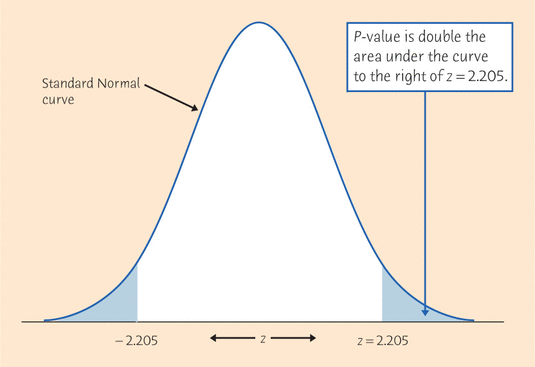 P-value is double the
area under the curve
to the right of z = 2.205.
Standard Normal
curve
– 2.205
z
z = 2.205